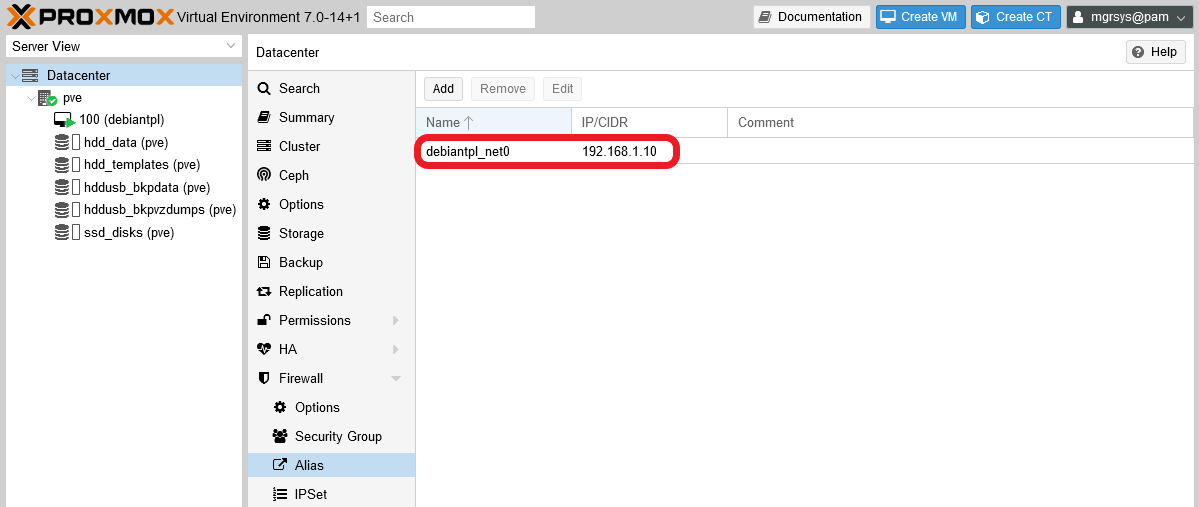 PROXMOX Virtual Environment 7.0-14+1 Search Documentation Create VM Create CT mgrsys@pam
Server View
Datacenter
pve
100 (debiantpl)
hdd_data (pve)
hdd_templates (pve)
hddusb_bkpdata (pve)
hddusb_bkpvzdumps (pve)
ssd_disks (pve)
Datacenter Help
Search
Summary
Cluster
Ceph
Options
Storage
Backup
Replication
Permissions
HA
Firewall
Options
Security Group
Alias
IPSet
Add Remove Edit
Name IP/CIDR Comment
debiantpl_net0 192.168.1.10